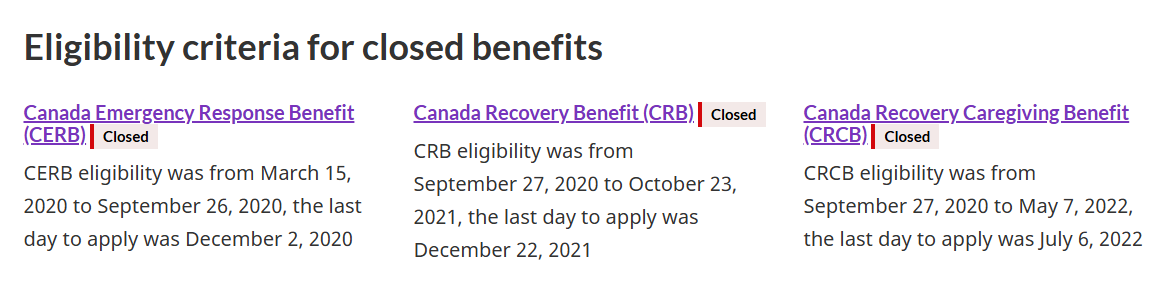 Eligibility criteria for closed benefits
Canada Emergency Response Benefit
(CERB) Closed
CERB eligibility was from March 15,
2020 to September 26, 2020, the last
day to apply was December 2, 2020
Canada Recovery Benefit (CRB) Closed
CRB eligibility was from
September 27, 2020 to October 23,
2021, the last day to apply was
December 22, 2021
Canada Recovery Caregiving Benefit
(CRCB) Closed
CRCB eligibility was from
September 27, 2020 to May 7, 2022,
the last day to apply was July 6, 2022